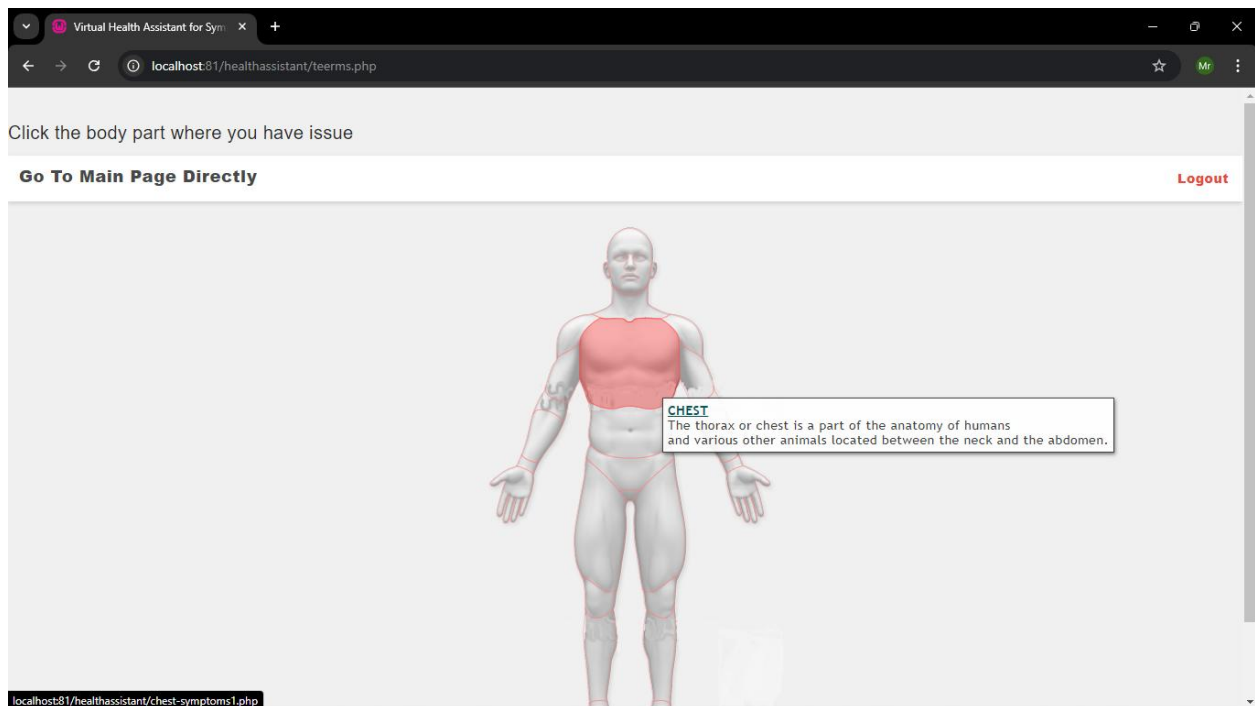 Virtual Health Assistant for Sym
localhost:81/healthassistant/teerms.php
Mr
Click the body part where you have issue
Go To Main Page Directly
Logout
CHEST
The thorax or chest is a part of the anatomy of humans
and various other animals located between the neck and the abdomen.
localhost:81/healthassistant/chest-symptoms1.php